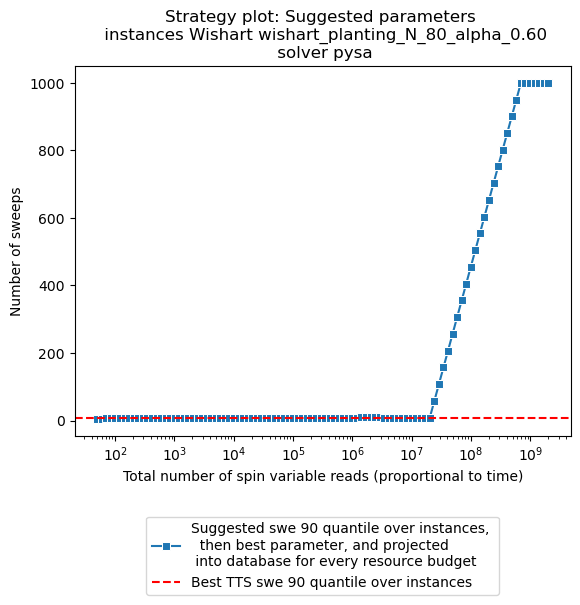 Strategy plot: Suggested parameters
instances Wishart wishart_planting_N_80_alpha_0.60
solver pysa
Number of sweeps
1000
800
600
400
200
0
10^2 10^3 10^4 10^5 10^6 10^7 10^8 10^9
Total number of spin variable reads (proportional to time)
Suggested swe 90 quantile over instances,
then best parameter, and projected
into database for every resource budget
Best TTS swe 90 quantile over instances